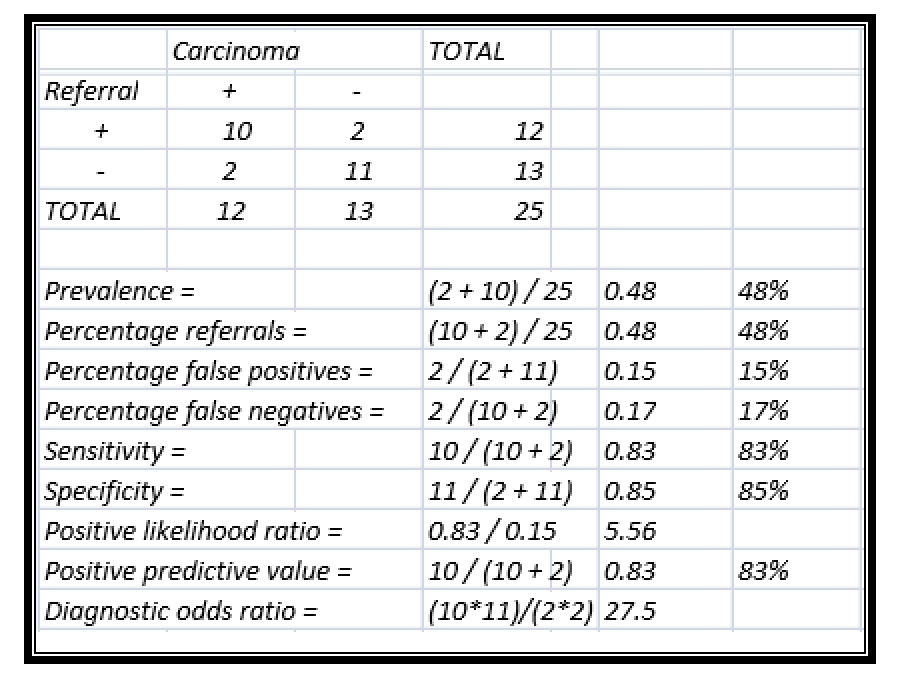 Carcinoma TOTAL
Referral + -
+ 10 2 12
- 2 11 13
TOTAL 12 13 25
Prevalence = (2 + 10) / 25 0.48 48%
Percentage referrals = (10 + 2) / 25 0.48 48%
Percentage false positives = 2 / (2 + 11) 0.15 15%
Percentage false negatives = 2 / (10 + 2) 0.17 17%
Sensitivity = 10 / (10 + 2) 0.83 83%
Specificity = 11 / (2 + 11) 0.85 85%
Positive likelihood ratio = 0.83 / 0.15 5.56
Positive predictive value = 10 / (10 + 2) 0.83 83%
Diagnostic odds ratio = (10*11)/(2*2) 27.5